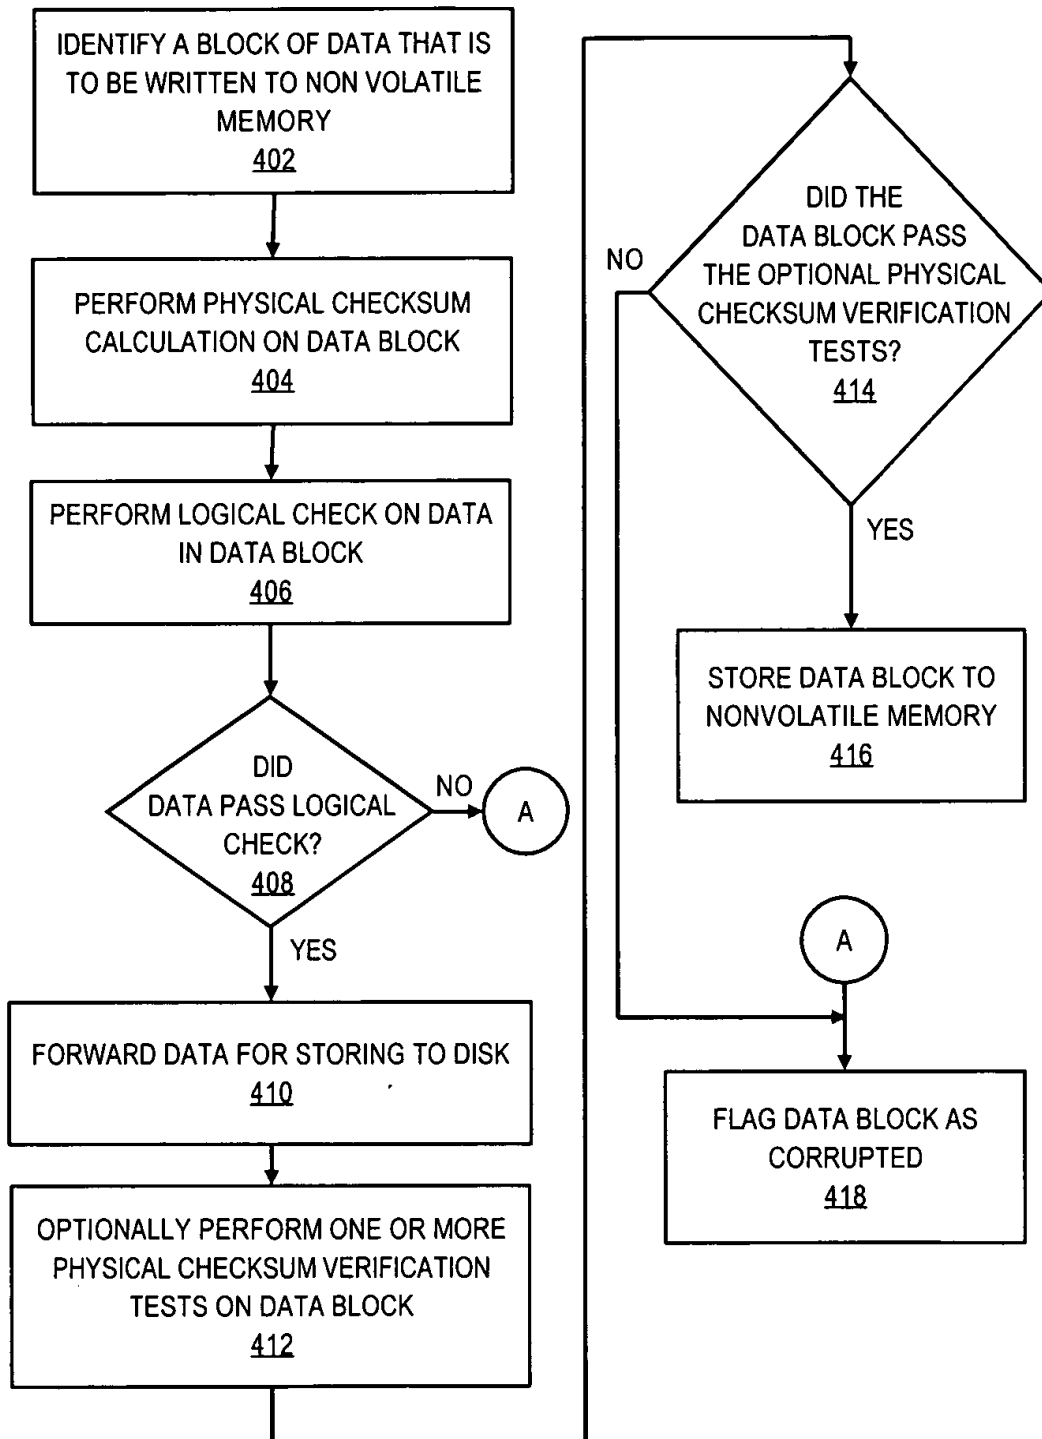 IDENTIFY A BLOCK OF DATA THAT IS
TO BE WRITTEN TO NON VOLATILE
MEMORY
402
PERFORM PHYSICAL CHECKSUM
CALCULATION ON DATA BLOCK
404
PERFORM LOGICAL CHECK ON DATA
IN DATA BLOCK
406
DID
DATA PASS LOGICAL
CHECK?
408
NO
A
YES
FORWARD DATA FOR STORING TO DISK
410
OPTIONALLY PERFORM ONE OR MORE
PHYSICAL CHECKSUM VERIFICATION
TESTS ON DATA BLOCK
412
DID THE
DATA BLOCK PASS
THE OPTIONAL PHYSICAL
CHECKSUM VERIFICATION
TESTS?
414
NO
YES
STORE DATA BLOCK TO
NONVOLATILE MEMORY
416
A
FLAG DATA BLOCK AS
CORRUPTED
418